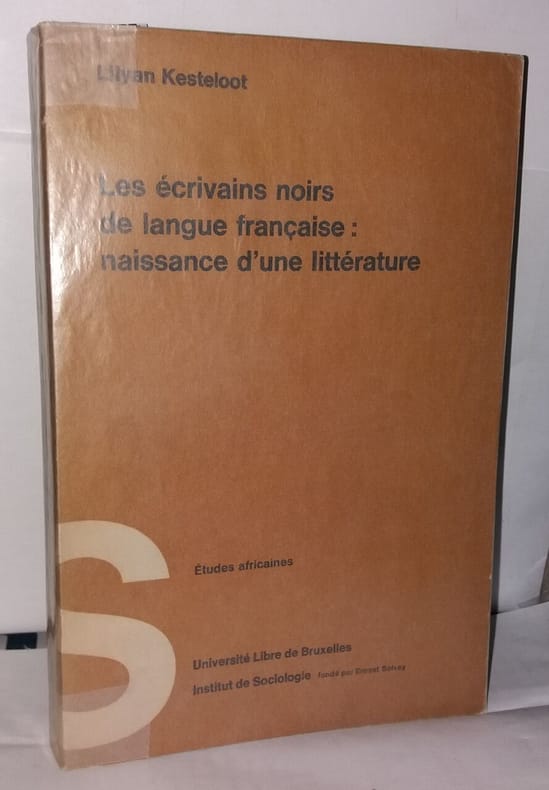 Lilyan Kesteloot
Les écrivains noirs
de langue française :
naissance d'une littérature
S
Études africaines
Université Libre de Bruxelles
Institut de Sociologie fondé par Ernest Solvay